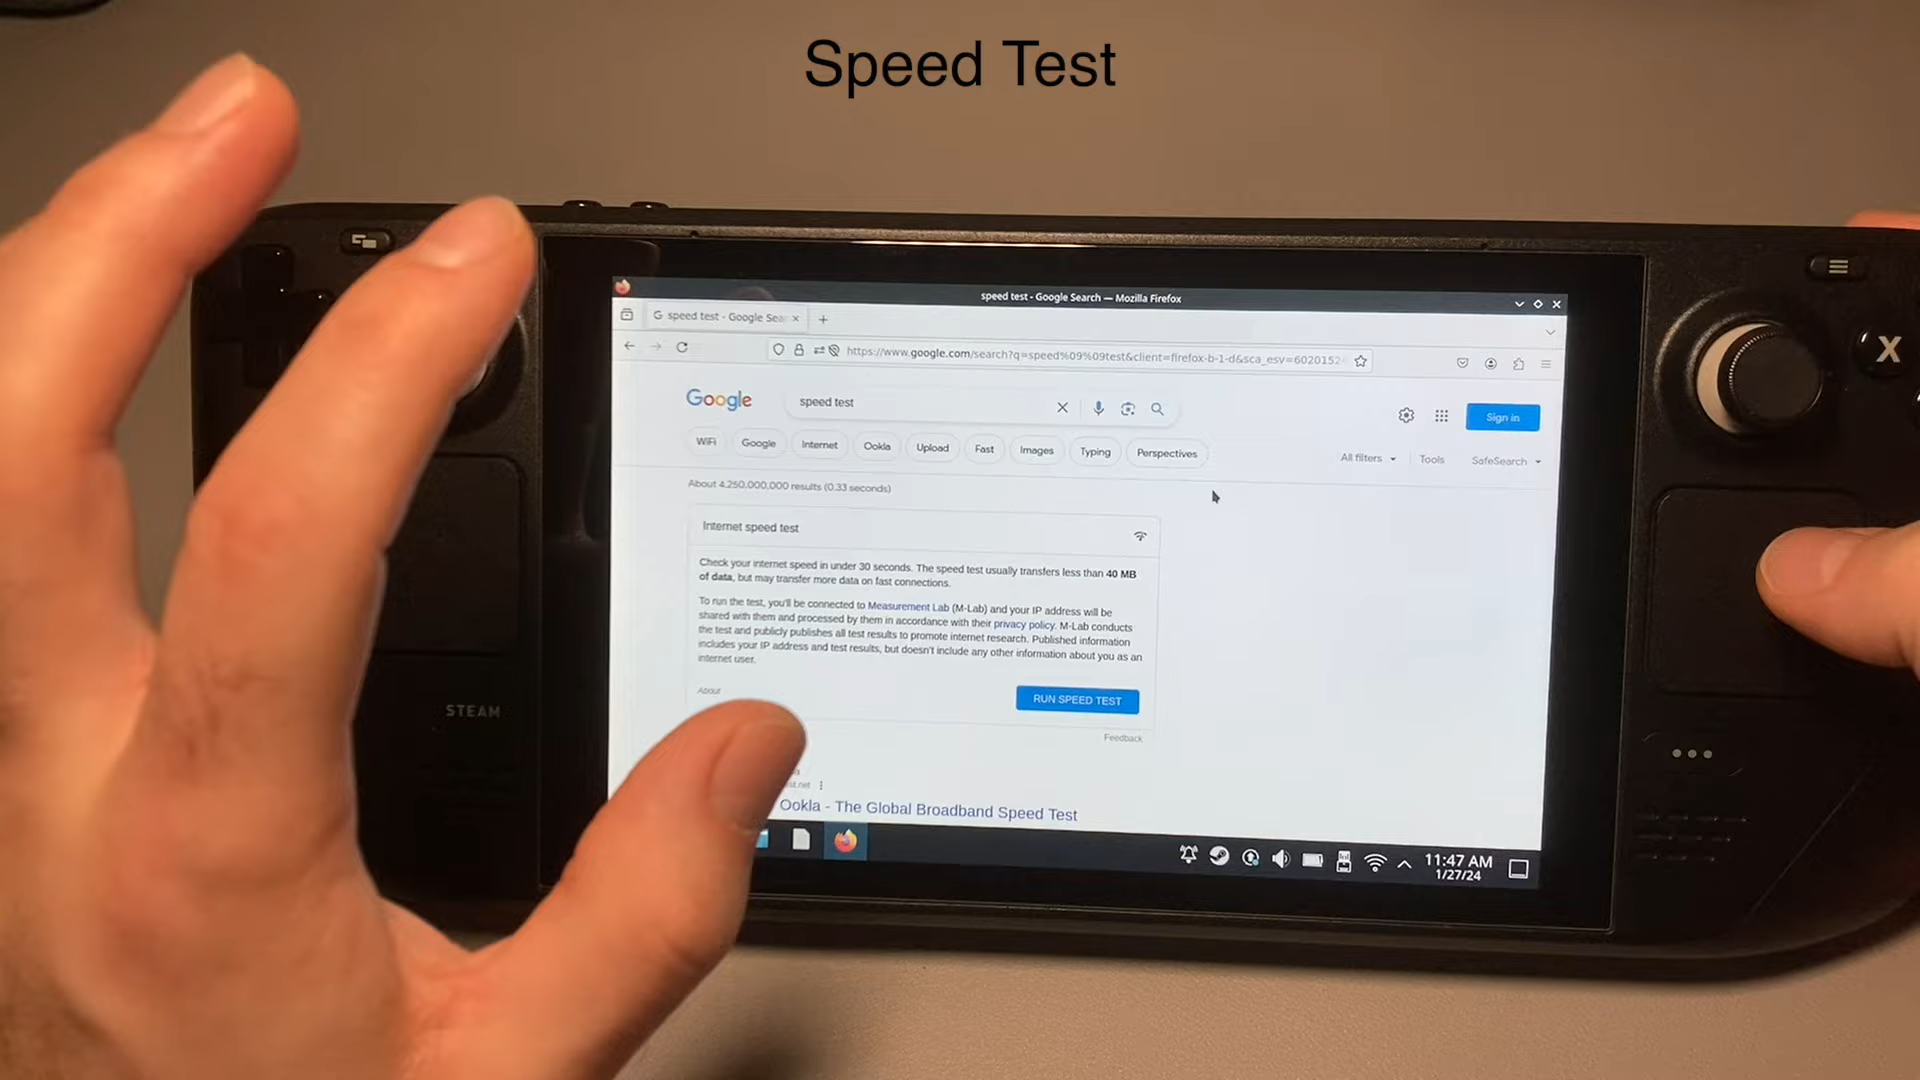 Speed Test
speed test - Google Search — Mozilla Firefox
G speed test - Google Sea
https://www.google.com/search?q=speed%09%09test&client=firefox-b-1-d&sca_esv=6020152
Google
speed test
Sign in
WiFi
Google
Internet
Ookla
Upload
Fast
Images
Typing
Perspectives
All filters
Tools
SafeSearch
About 4,250,000,000 results (0.33 seconds)
Internet speed test
Check your internet speed in under 30 seconds. The speed test usually transfers less than 40 MB
of data, but may transfer more data on fast connections.
To run the test, you'll be connected to Measurement Lab (M-Lab) and your IP address will be
shared with them and processed by them in accordance with their privacy policy. M-Lab conducts
the test and publicly publishes all test results to promote internet research. Published information
includes your IP address and test results, but doesn't include any other information about you as an
internet user.
About
RUN SPEED TEST
Feedback
Ookla - The Global Broadband Speed Test
11:47 AM
1/27/24
STEAM
X